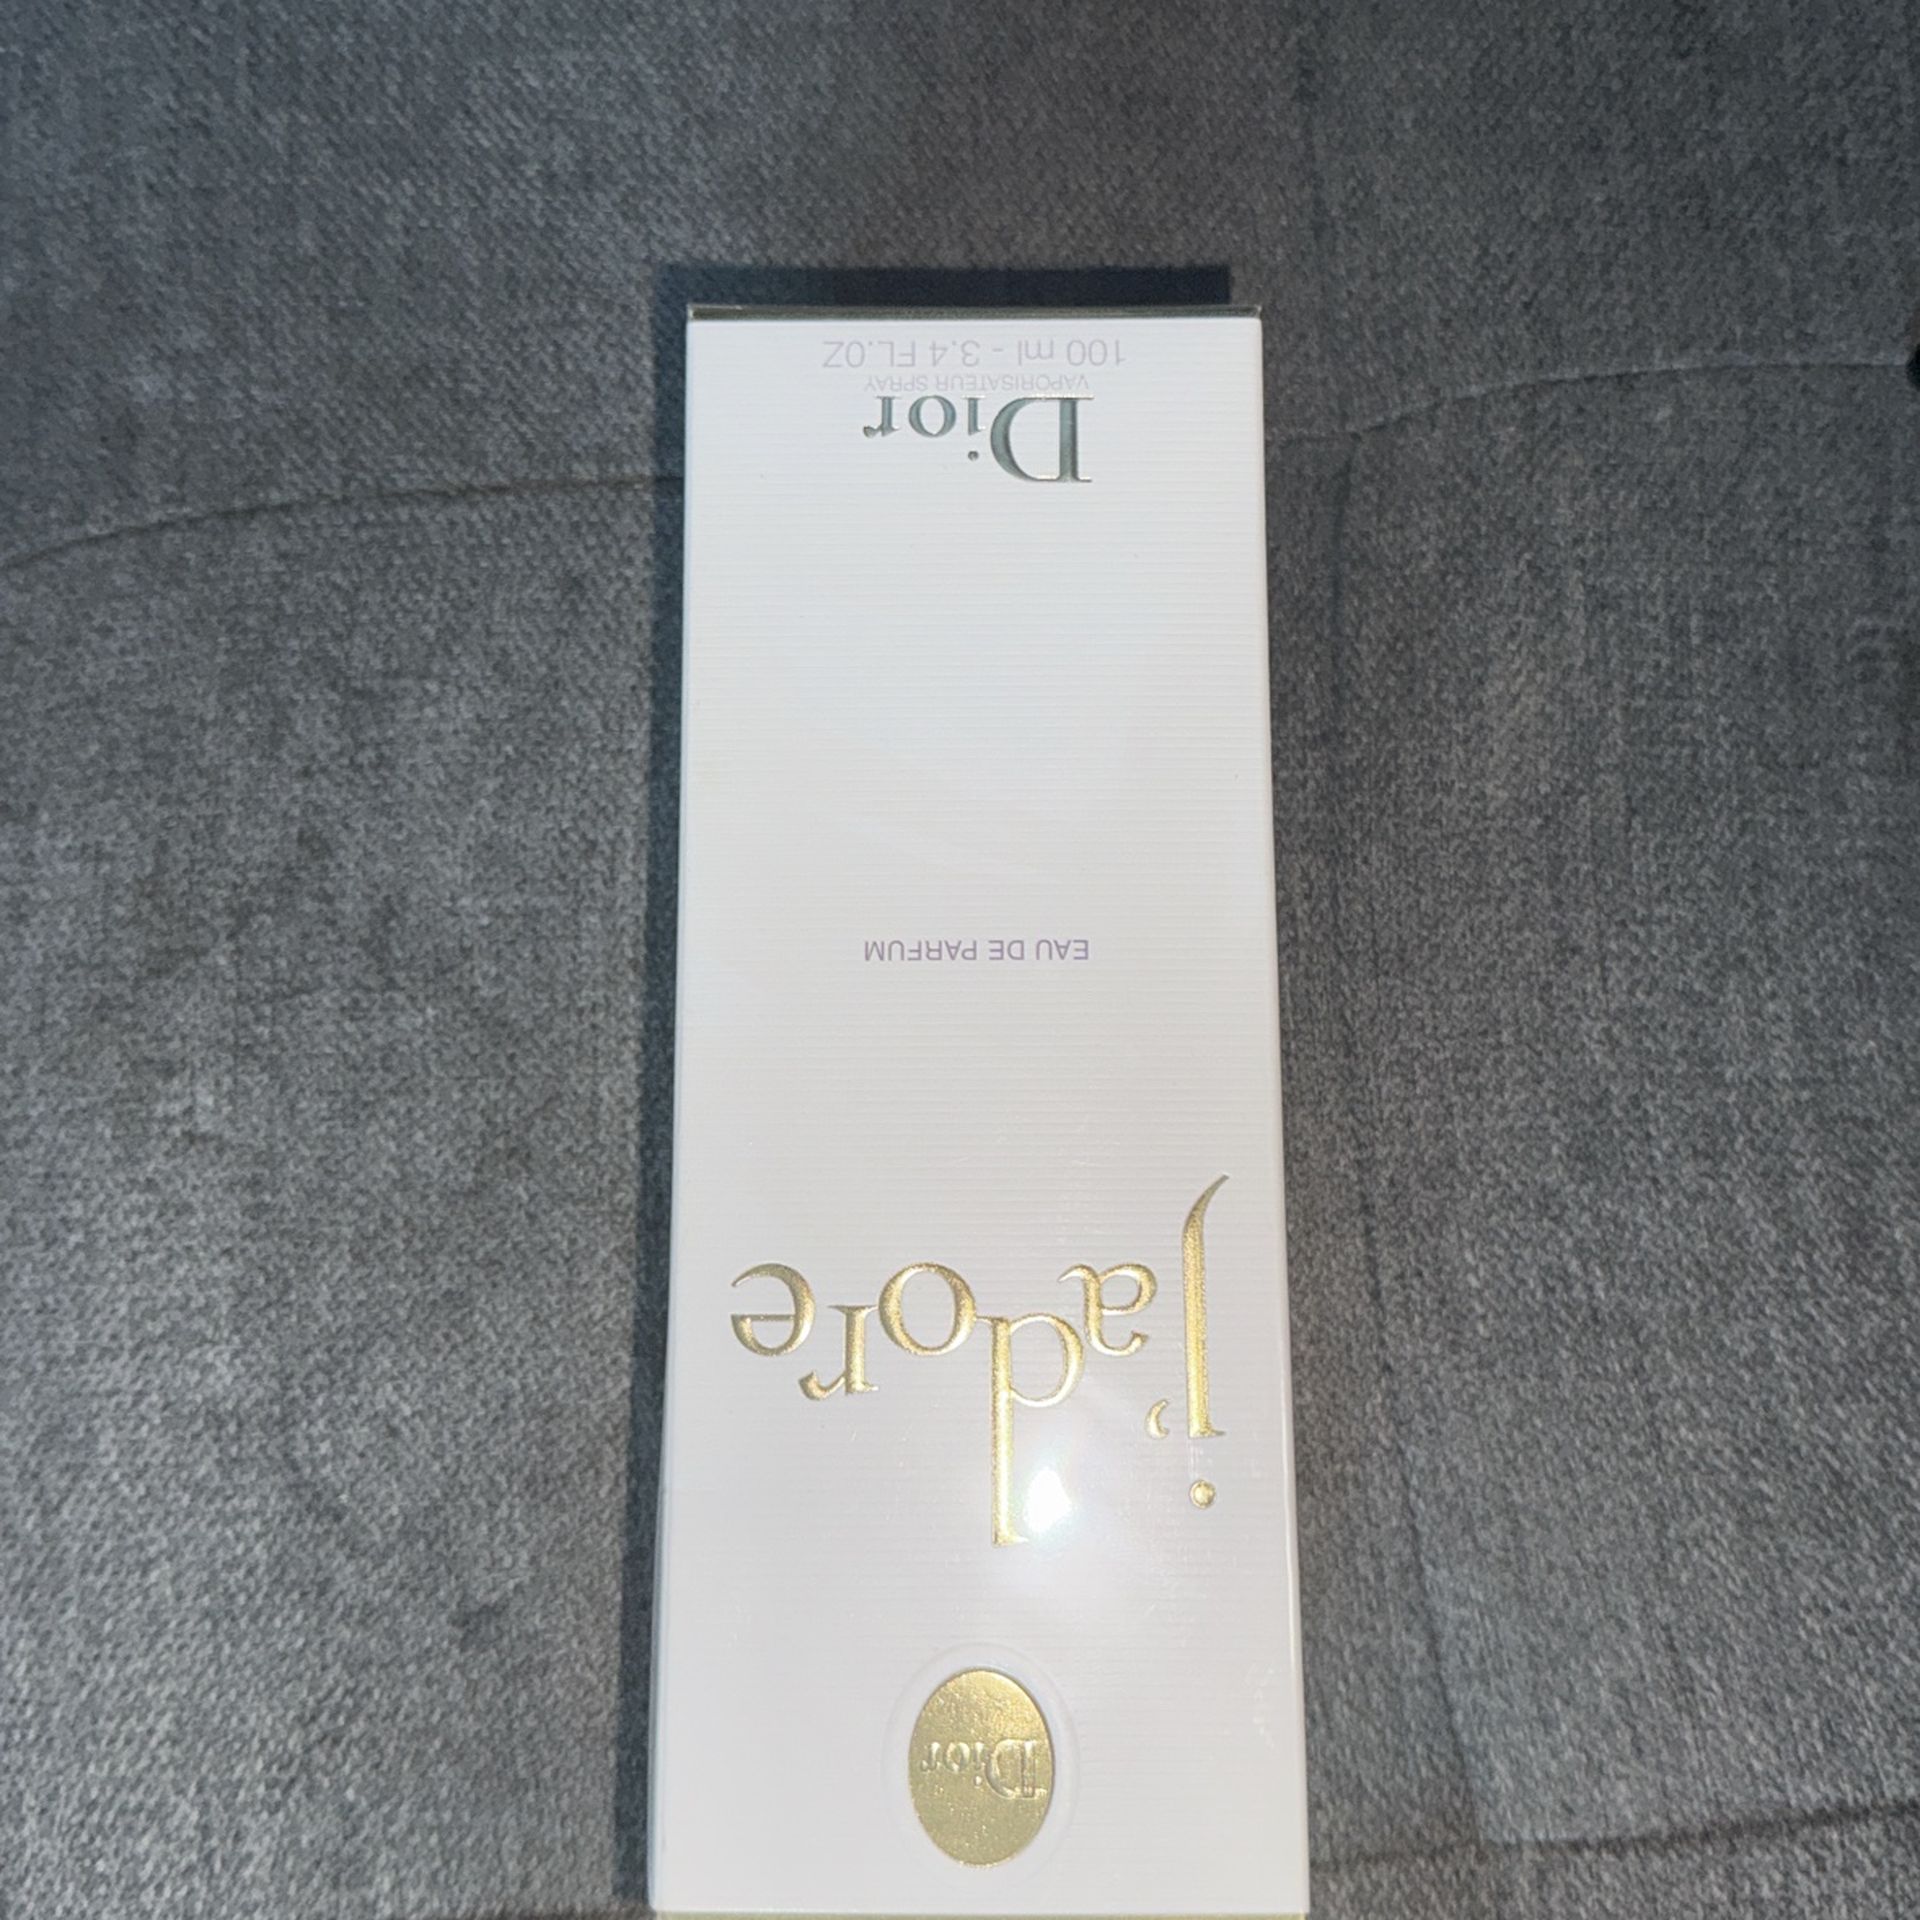 Dior
j'adore
EAU DE PARFUM
Dior
VAPORISATEUR SPRAY
100 ml - 3.4 FL.OZ